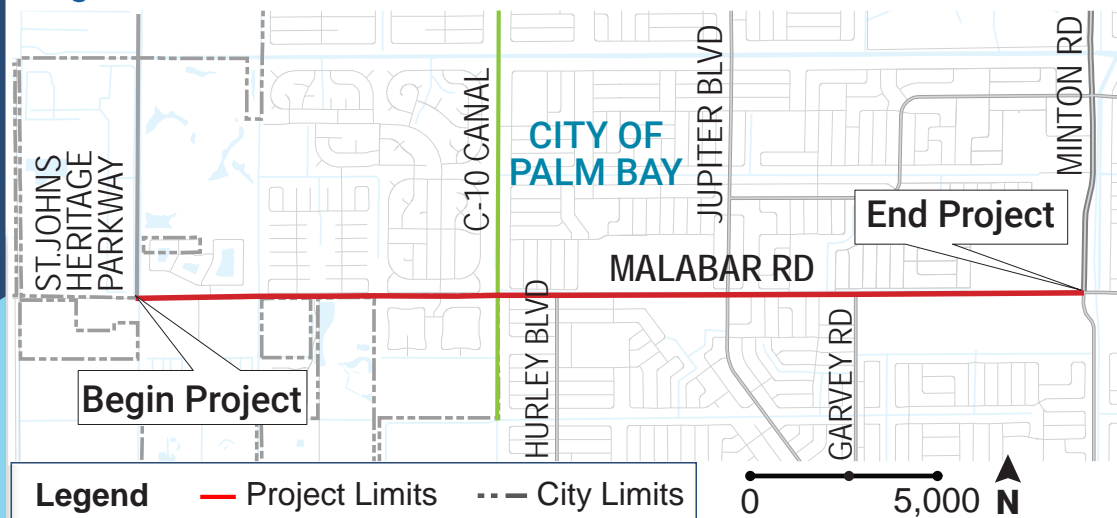 ST.JOHNS
HERITAGE
PARKWAY
C-10 CANAL
CITY OF
PALM BAY
JUPITER BLVD
MINTON RD
End Project
MALABAR RD
Begin Project
HURLEY BLVD
GARVEY RD
Legend
Project Limits
City Limits
0
5,000
N